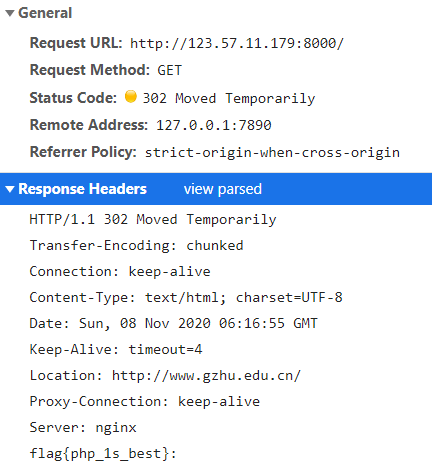 General
Request URL: http://123.57.11.179:8000/
Request Method: GET
Status Code: 302 Moved Temporarily
Remote Address: 127.0.0.1:7890
Referrer Policy: strict-origin-when-cross-origin
Response Headers view parsed
HTTP/1.1 302 Moved Temporarily
Transfer-Encoding: chunked
Connection: keep-alive
Content-Type: text/html; charset=UTF-8
Date: Sun, 08 Nov 2020 06:16:55 GMT
Keep-Alive: timeout=4
Location: http://www.gzhu.edu.cn/
Proxy-Connection: keep-alive
Server: nginx
flag{php_1s_best}: